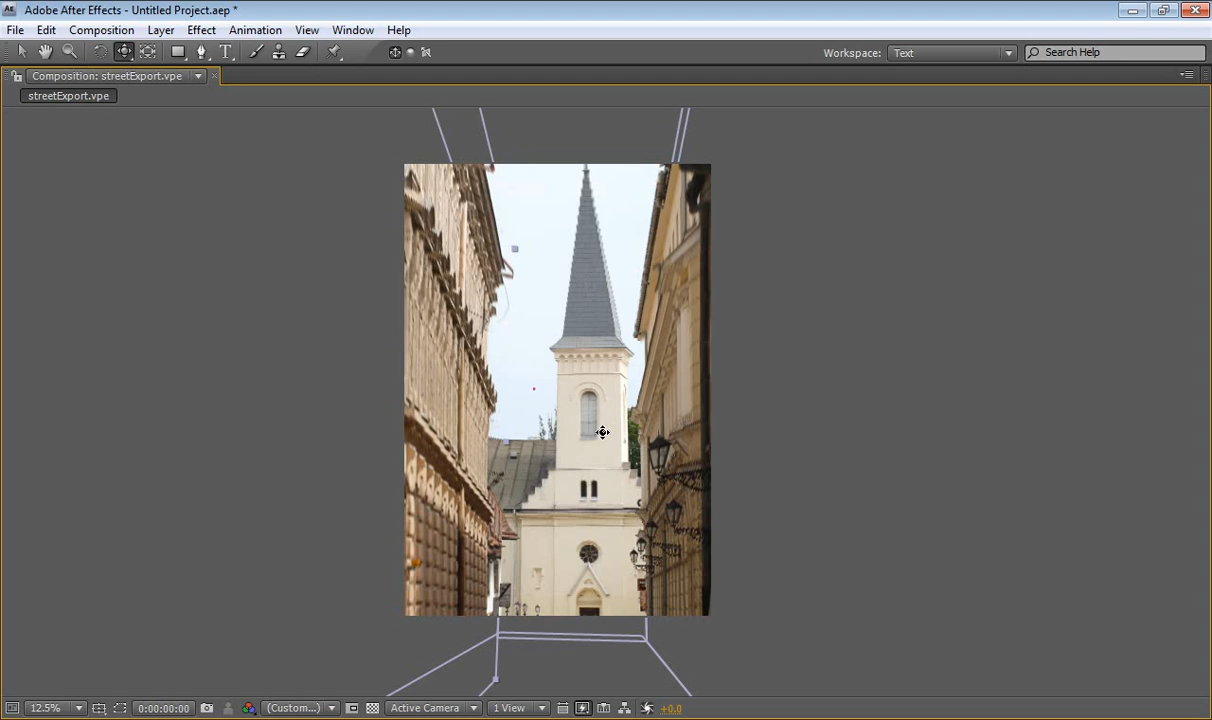 Adobe After Effects - Untitled Project.aep *
File Edit Composition Layer Effect Animation View Window Help
Workspace: Text Search Help
Composition: streetExport.vpe
streetExport.vpe
12.5% 0:00:00:00 (Custom...) Active Camera 1 View +0.0